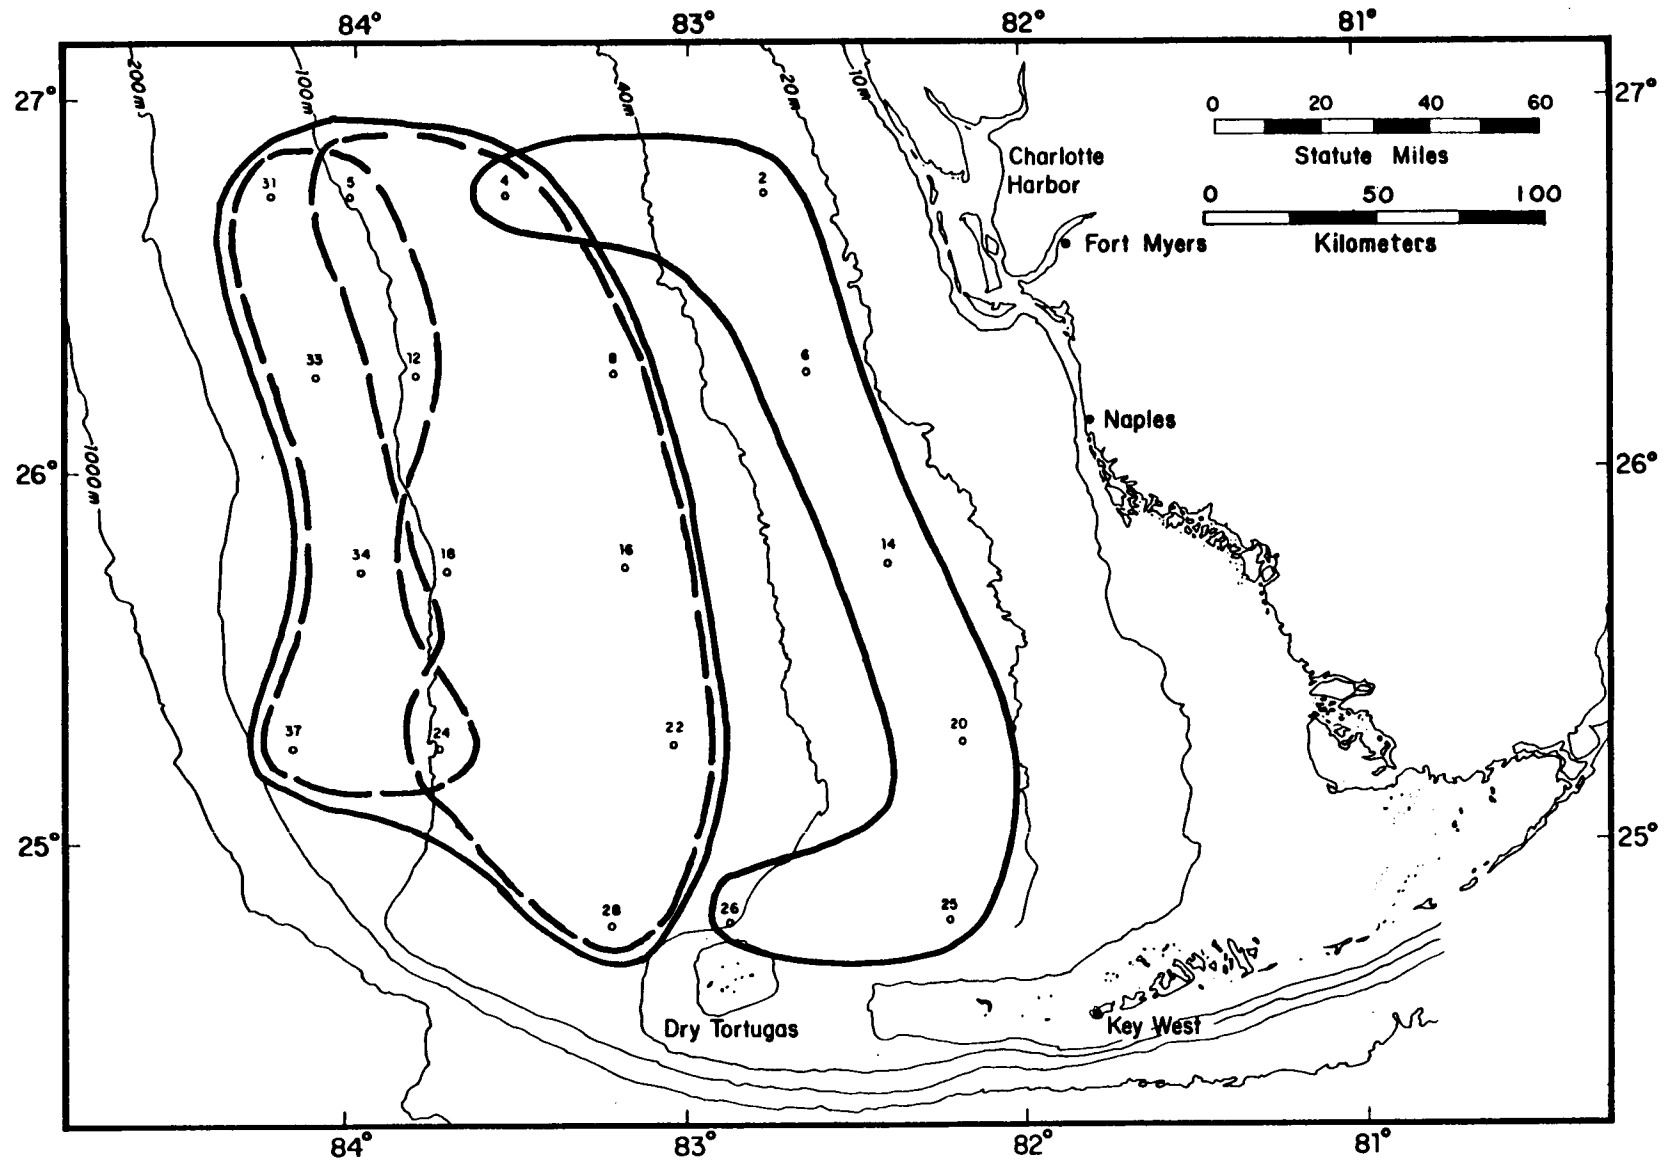 84° 83° 82° 81°
27° 200m 100m 40m 20m 10m 27°
0 20 40 60
Statute Miles
Charlotte
Harbor
0 50 100
Kilometers
31 5 4 2
Fort Myers
33 12 8 6
Naples
1000m
26° 26°
34 18 16 14
37 24 22 20
25° 25°
28 26 25
Dry Tortugas
Key West
84° 83° 82° 81°